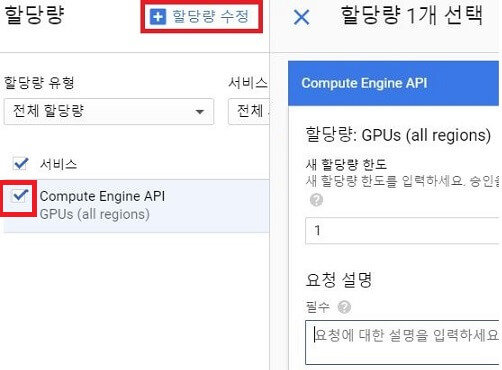 할당량
할당량 수정
할당량 유형
서비스
전체 할당량
전체
서비스
Compute Engine API
GPUs (all regions)
할당량 1개 선택
Compute Engine API
할당량: GPUs (all regions)
새 할당량 한도
새 할당량 한도를 입력하세요. 승인을
1
요청 설명
필수
요청에 대한 설명을 입력하세요